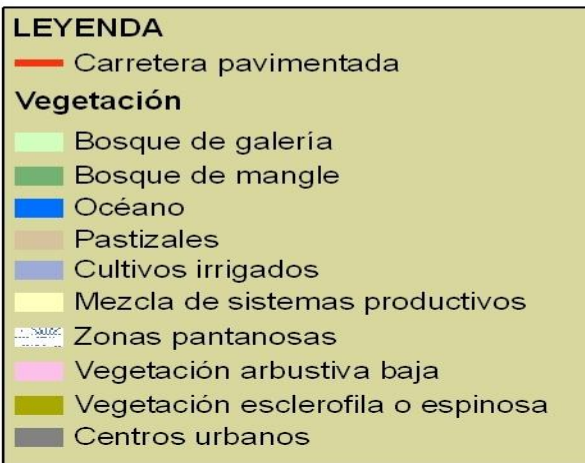 LEYENDA
Carretera pavimentada
Vegetación
Bosque de galería
Bosque de mangle
Océano
Pastizales
Cultivos irrigados
Mezcla de sistemas productivos
Zonas pantanosas
Vegetación arbustiva baja
Vegetación esclerofila o espinosa
Centros urbanos